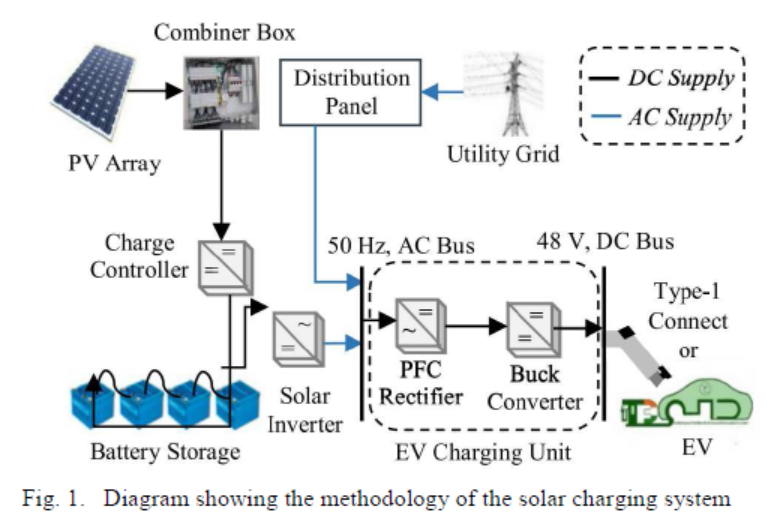 Combiner Box
PV Array
Distribution
Panel
Utility Grid
DC Supply
AC Supply
Charge
Controller
50 Hz, AC Bus
48 V, DC Bus
~
=
PFC
Rectifier
Buck
Converter
EV Charging Unit
Type-1
Connect
or
EV
Solar
Inverter
Battery Storage
Fig. 1. Diagram showing the methodology of the solar charging system